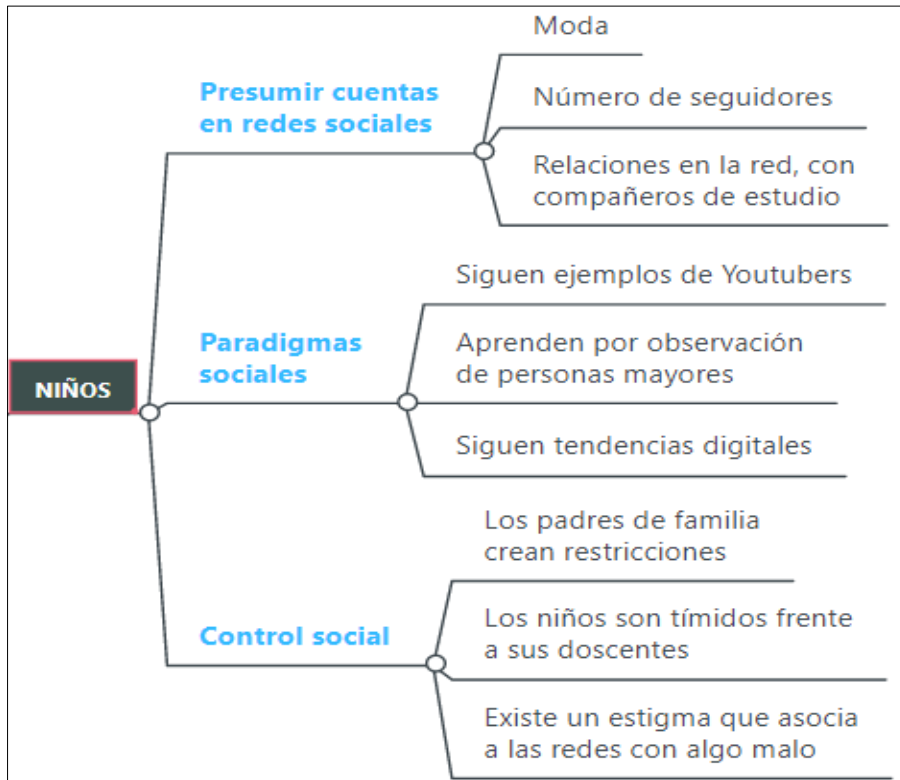 NIÑOS
Presumir cuentas
en redes sociales
Moda
Número de seguidores
Relaciones en la red, con
compañeros de estudio
Paradigmas
sociales
Siguen ejemplos de Youtubers
Aprenden por observación
de personas mayores
Siguen tendencias digitales
Control social
Los padres de familia
crean restricciones
Los niños son tímidos frente
a sus doscentes
Existe un estigma que asocia
a las redes con algo malo